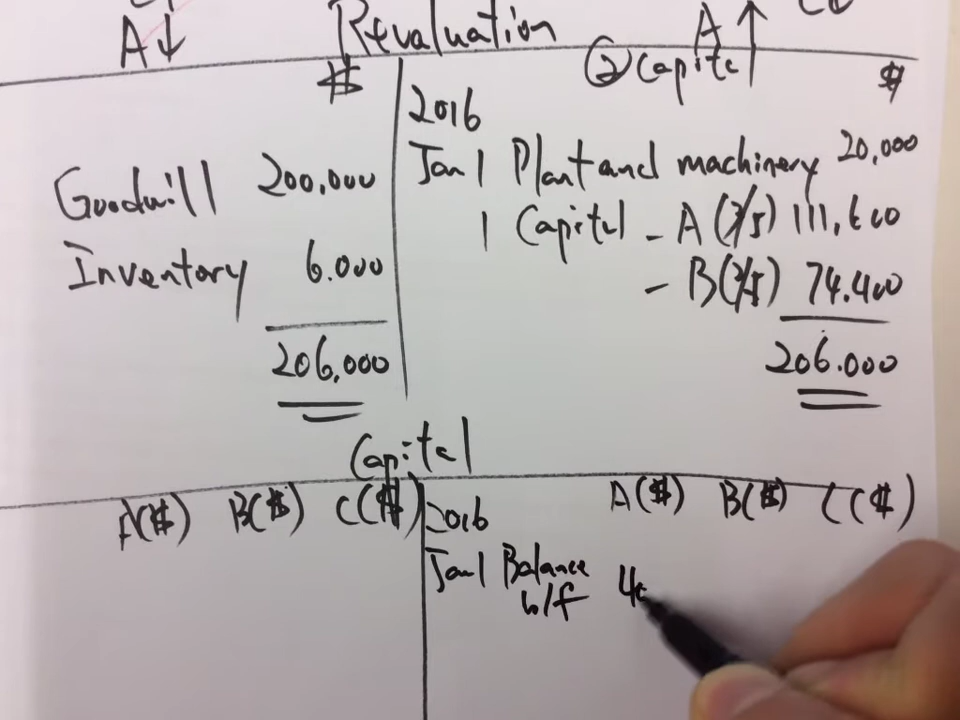 A↓ Revaluation A↑
$ ② Capital $
2016
Goodwill 200,000 Jan 1 Plant and machinery 20,000
1 Capital - A (3/5) 111,600
Inventory 6.000 - B(2/5) 74.400
206,000 206.000
Capital
A($) B($) C($) 2016 A($) B($) C($)
Jan 1 Balance
b/f 4